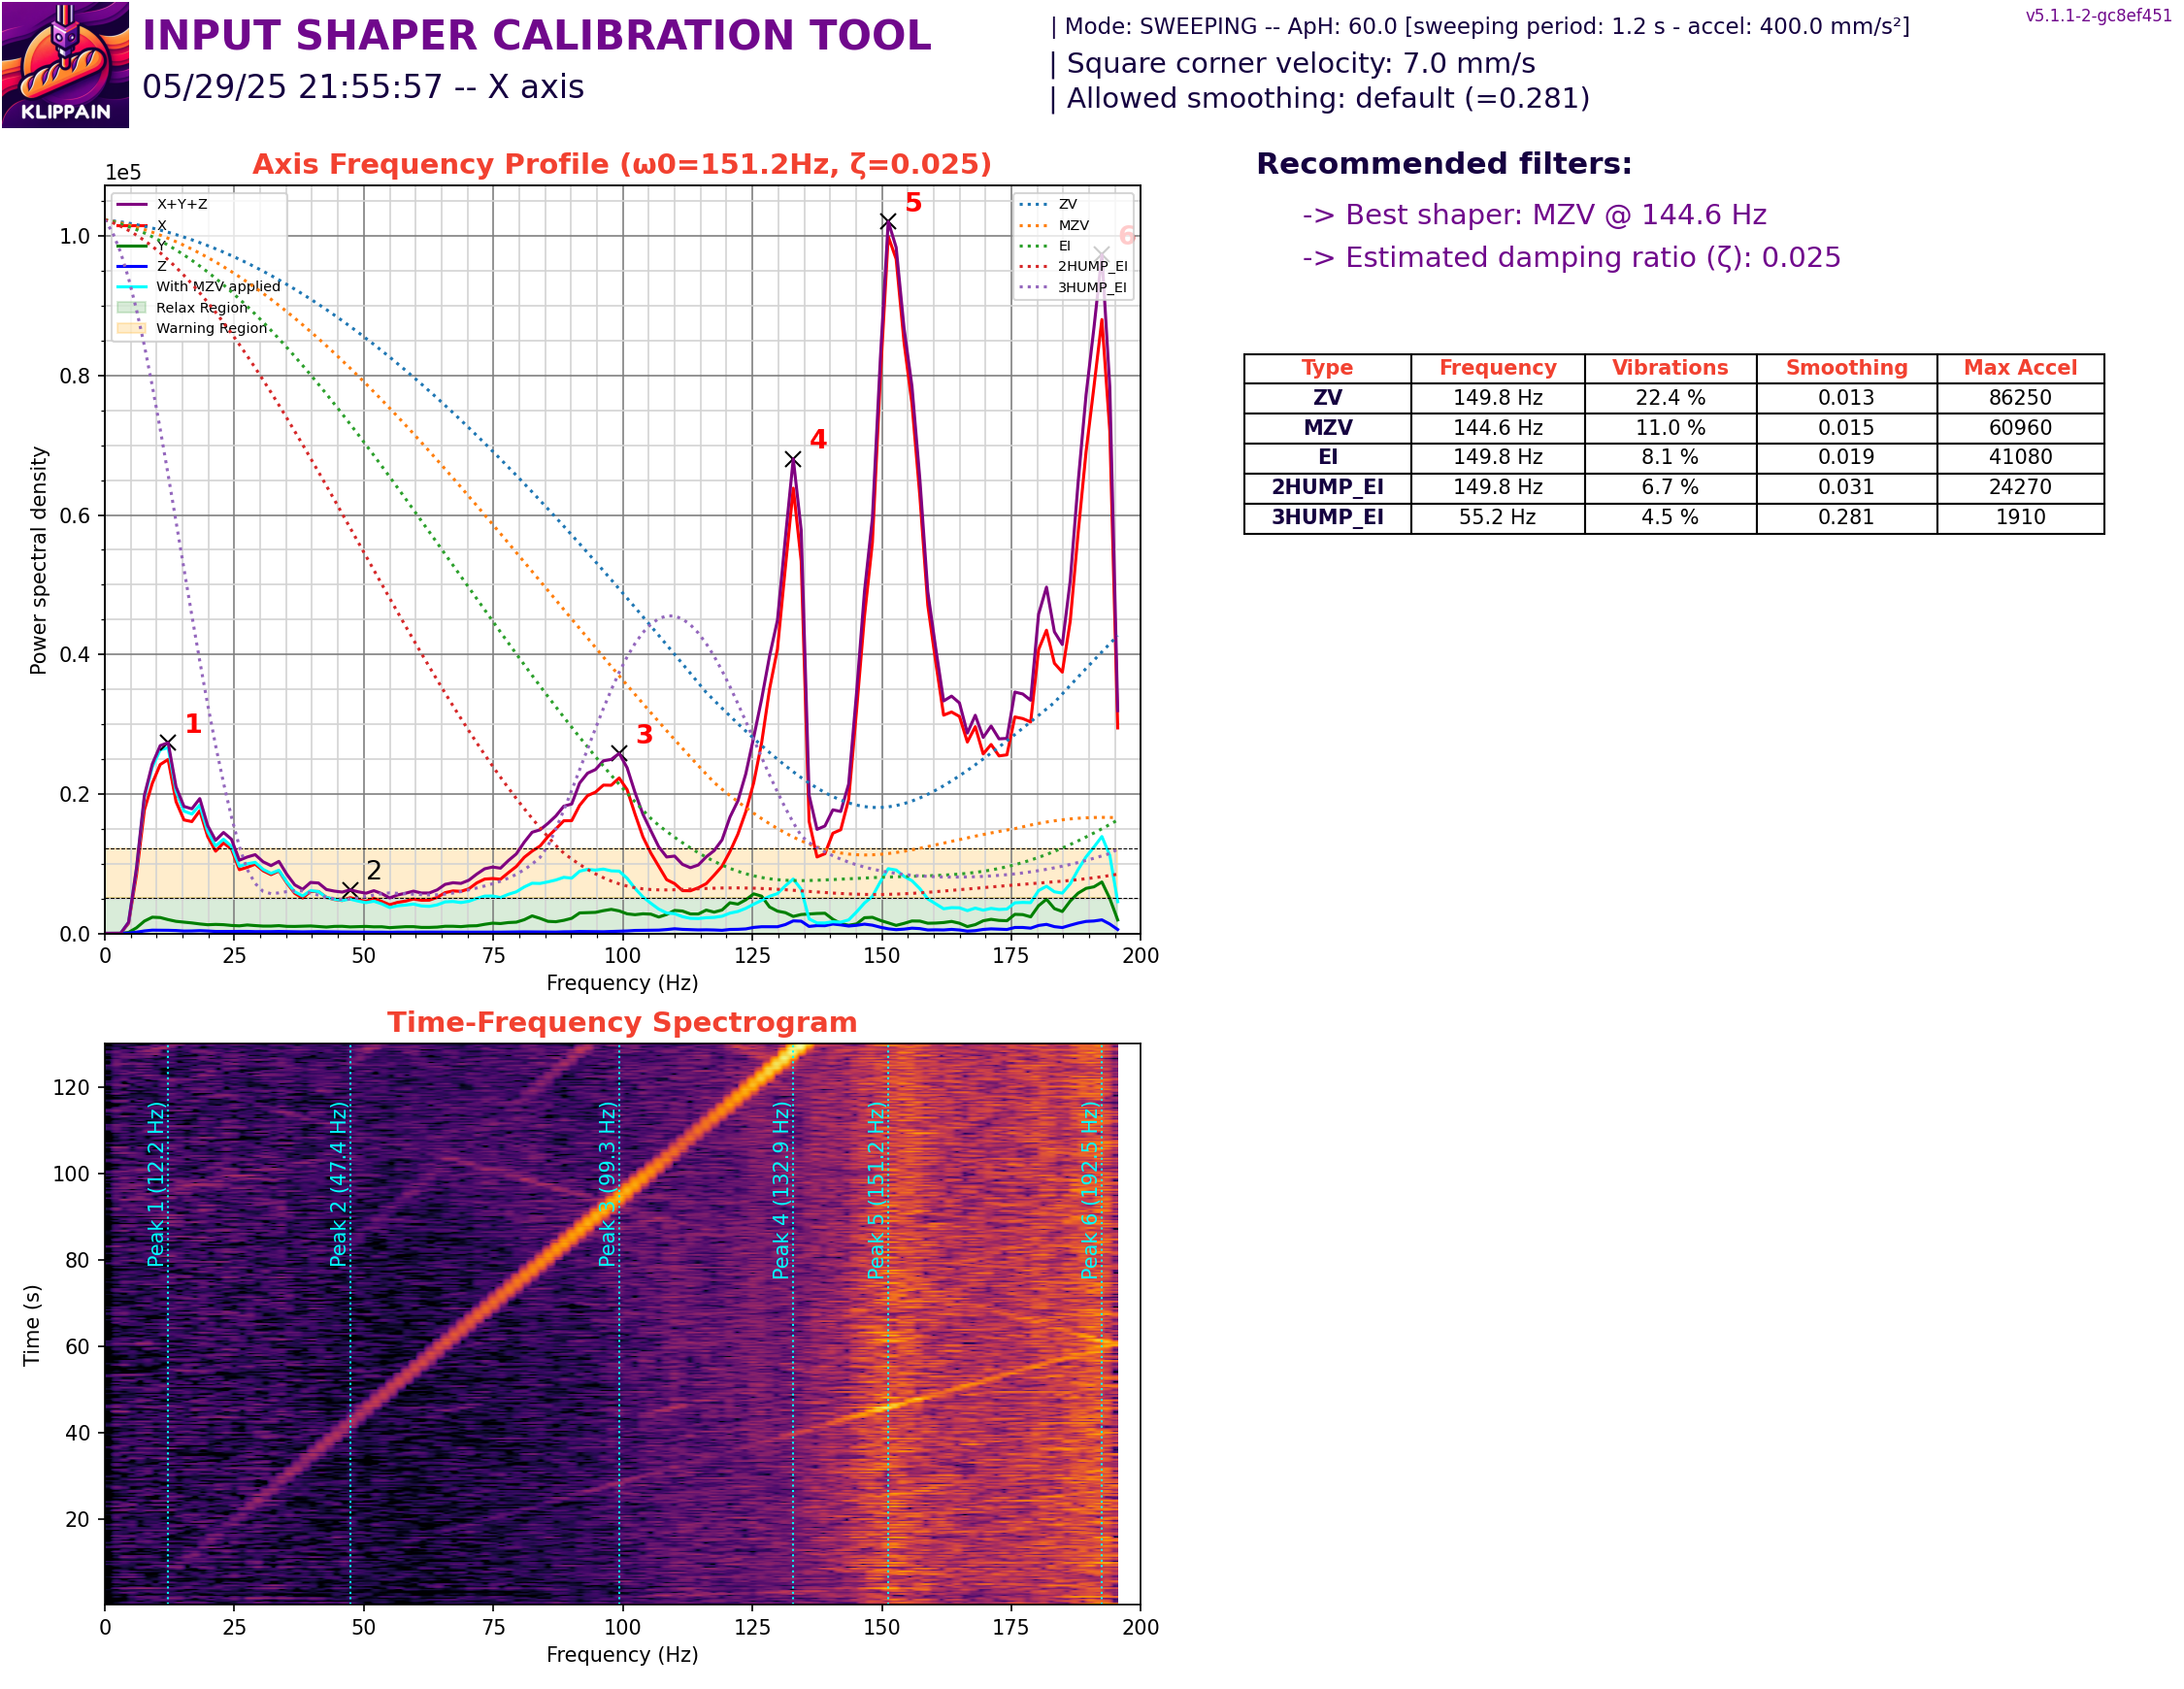 KLIPPAIN
INPUT SHAPER CALIBRATION TOOL
05/29/25 21:55:57 -- X axis
| Mode: SWEEPING -- ApH: 60.0 [sweeping period: 1.2 s - accel: 400.0 mm/s²]
| Square corner velocity: 7.0 mm/s
| Allowed smoothing: default (=0.281)
v5.1.1-2-gc8ef451
Axis Frequency Profile (ω0=151.2Hz, ζ=0.025)
1e5
X+Y+Z
X
Y
Z
With MZV applied
Relax Region
Warning Region
ZV
MZV
EI
2HUMP_EI
3HUMP_EI
1
2
3
4
5
6
Power spectral density
1.0
0.8
0.6
0.4
0.2
0.0
0 25 50 75 100 125 150 175 200
Frequency (Hz)
Recommended filters:
-> Best shaper: MZV @ 144.6 Hz
-> Estimated damping ratio (ζ): 0.025
Type Frequency Vibrations Smoothing Max Accel
ZV 149.8 Hz 22.4 % 0.013 86250
MZV 144.6 Hz 11.0 % 0.015 60960
EI 149.8 Hz 8.1 % 0.019 41080
2HUMP_EI 149.8 Hz 6.7 % 0.031 24270
3HUMP_EI 55.2 Hz 4.5 % 0.281 1910
Time-Frequency Spectrogram
Time (s)
120
100
80
60
40
20
Peak 1 (12.2 Hz)
Peak 2 (47.4 Hz)
Peak 3 (99.3 Hz)
Peak 4 (132.9 Hz)
Peak 5 (151.2 Hz)
Peak 6 (192.5 Hz)
0 25 50 75 100 125 150 175 200
Frequency (Hz)